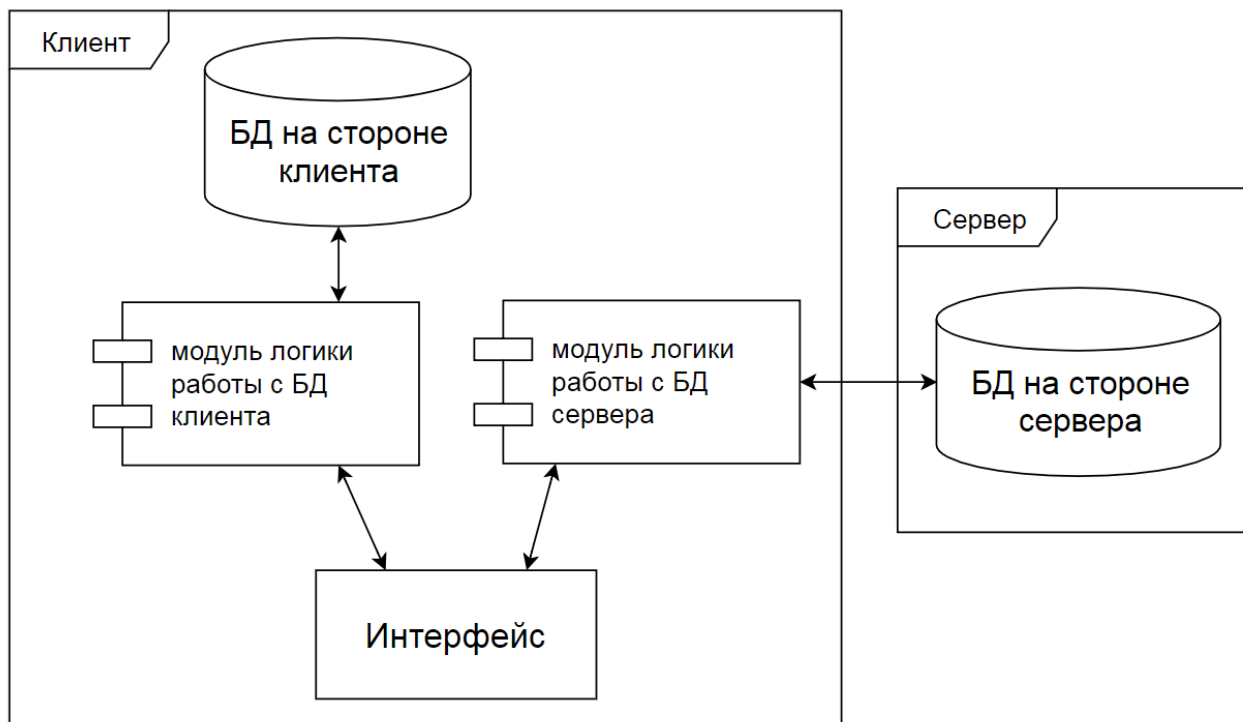 Клиент
БД на стороне
клиента
Сервер
модуль логики
работы с БД
клиента
модуль логики
работы с БД
сервера
БД на стороне
сервера
Интерфейс